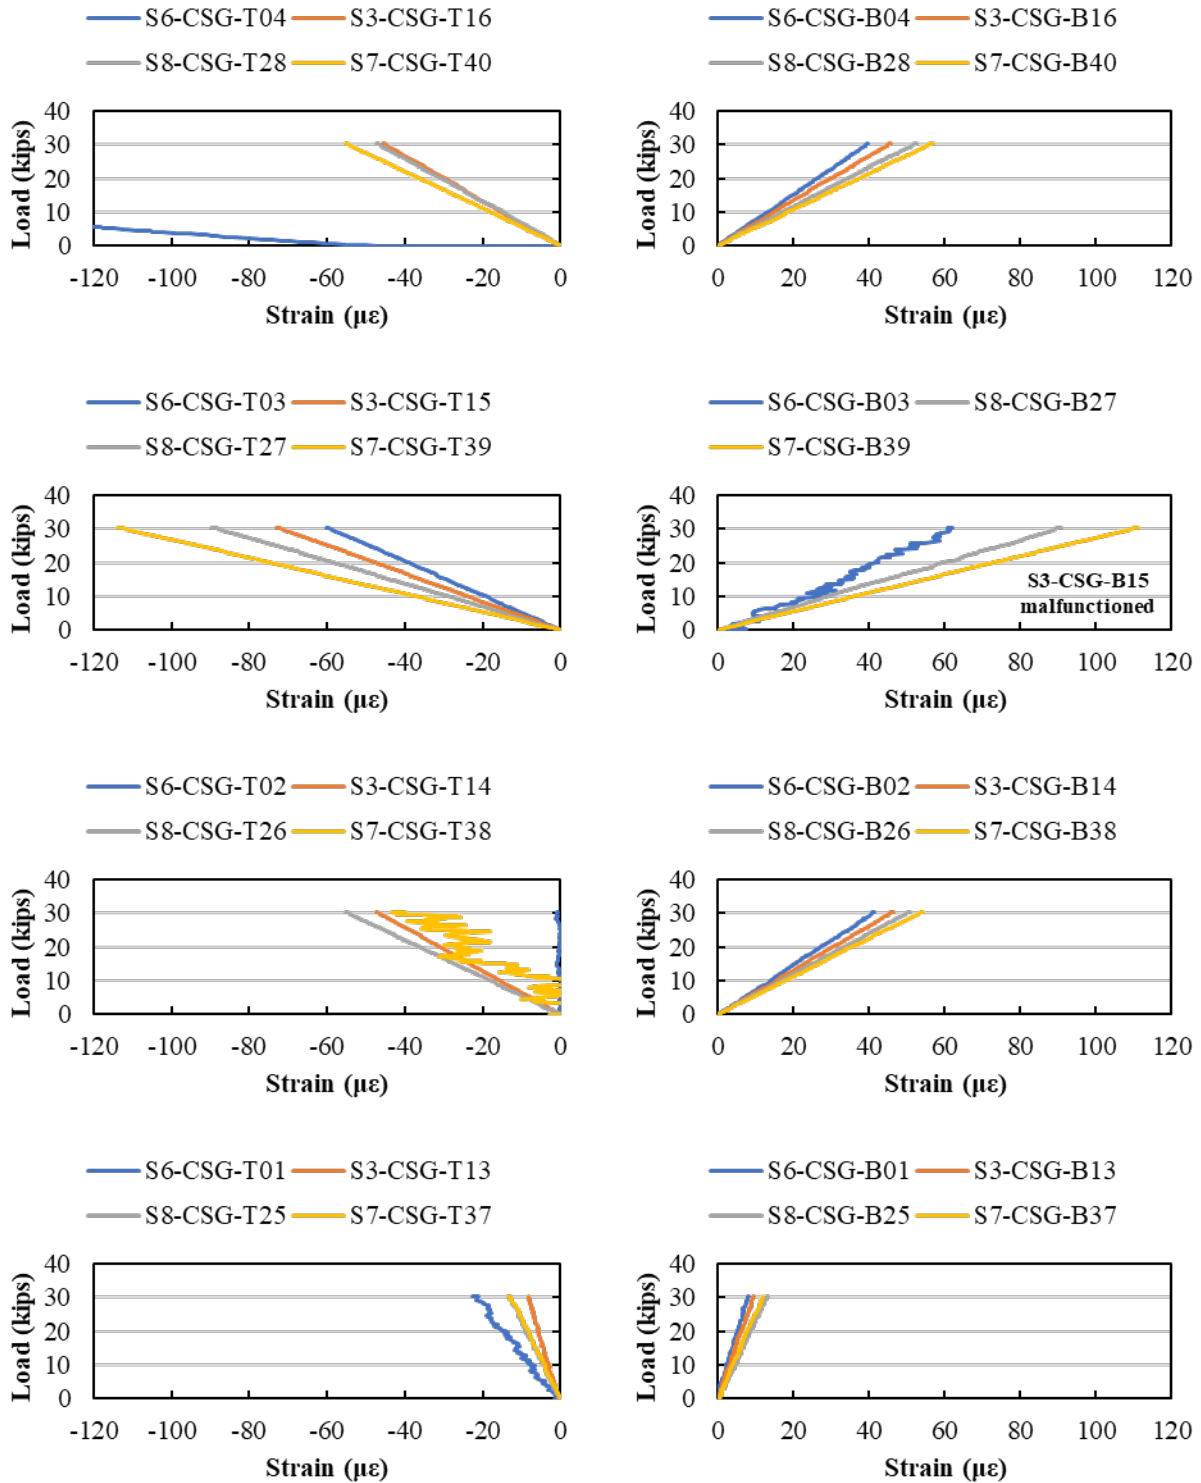 S6-CSG-T04 S3-CSG-T16
S8-CSG-T28 S7-CSG-T40
40
30
20
10
0
Load (kips)
-120 -100 -80 -60 -40 -20 0
Strain (με)
S6-CSG-B04 S3-CSG-B16
S8-CSG-B28 S7-CSG-B40
40
30
20
10
0
Load (kips)
0 20 40 60 80 100 120
Strain (με)
S6-CSG-T03 S3-CSG-T15
S8-CSG-T27 S7-CSG-T39
40
30
20
10
0
Load (kips)
-120 -100 -80 -60 -40 -20 0
Strain (με)
S6-CSG-B03 S8-CSG-B27
S7-CSG-B39
40
30
20
10
0
Load (kips)
S3-CSG-B15
malfunctioned
0 20 40 60 80 100 120
Strain (με)
S6-CSG-T02 S3-CSG-T14
S8-CSG-T26 S7-CSG-T38
40
30
20
10
0
Load (kips)
-120 -100 -80 -60 -40 -20 0
Strain (με)
S6-CSG-B02 S3-CSG-B14
S8-CSG-B26 S7-CSG-B38
40
30
20
10
0
Load (kips)
0 20 40 60 80 100 120
Strain (με)
S6-CSG-T01 S3-CSG-T13
S8-CSG-T25 S7-CSG-T37
40
30
20
10
0
Load (kips)
-120 -100 -80 -60 -40 -20 0
Strain (με)
S6-CSG-B01 S3-CSG-B13
S8-CSG-B25 S7-CSG-B37
40
30
20
10
0
Load (kips)
0 20 40 60 80 100 120
Strain (με)